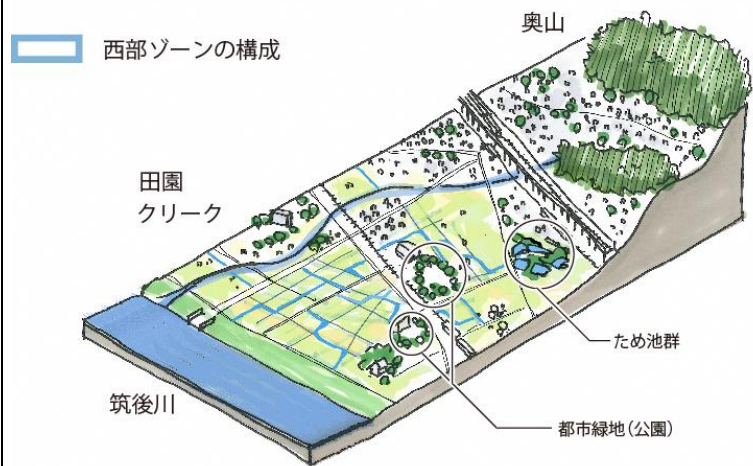 西部ゾーンの構成
奥山
田園
クリーク
ため池群
筑後川
都市緑地(公園)